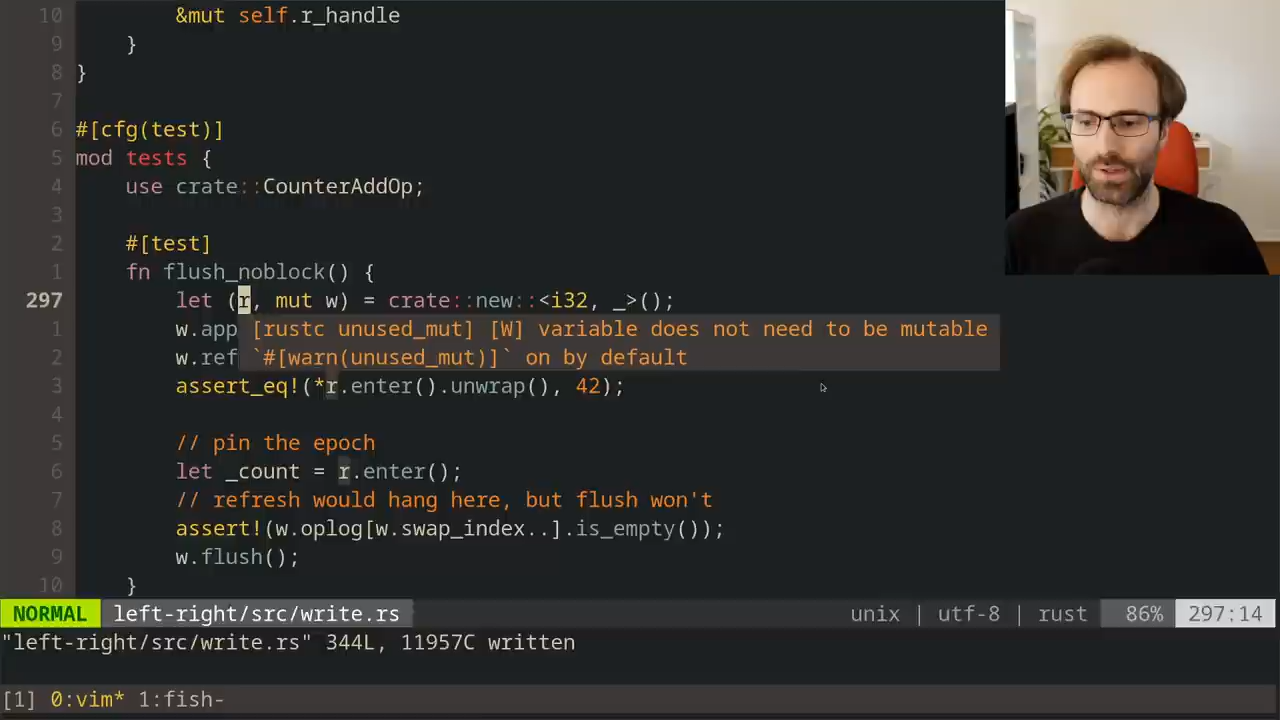 10 &mut self.r_handle
9 }
8 }
7
6 #[cfg(test)]
5 mod tests {
4 use crate::CounterAddOp;
3
2 #[test]
1 fn flush_noblock() {
297 let (r, mut w) = crate::new::<i32, _>();
1 w.app [rustc unused_mut] [W] variable does not need to be mutable
2 w.ref `#[warn(unused_mut)]` on by default
3 assert_eq!(*r.enter().unwrap(), 42);
4
5 // pin the epoch
6 let _count = r.enter();
7 // refresh would hang here, but flush won't
8 assert!(w.oplog[w.swap_index..].is_empty());
9 w.flush();
10 }
NORMAL left-right/src/write.rs unix | utf-8 | rust 86% 297:14
"left-right/src/write.rs" 344L, 11957C written
[1] 0:vim* 1:fish-